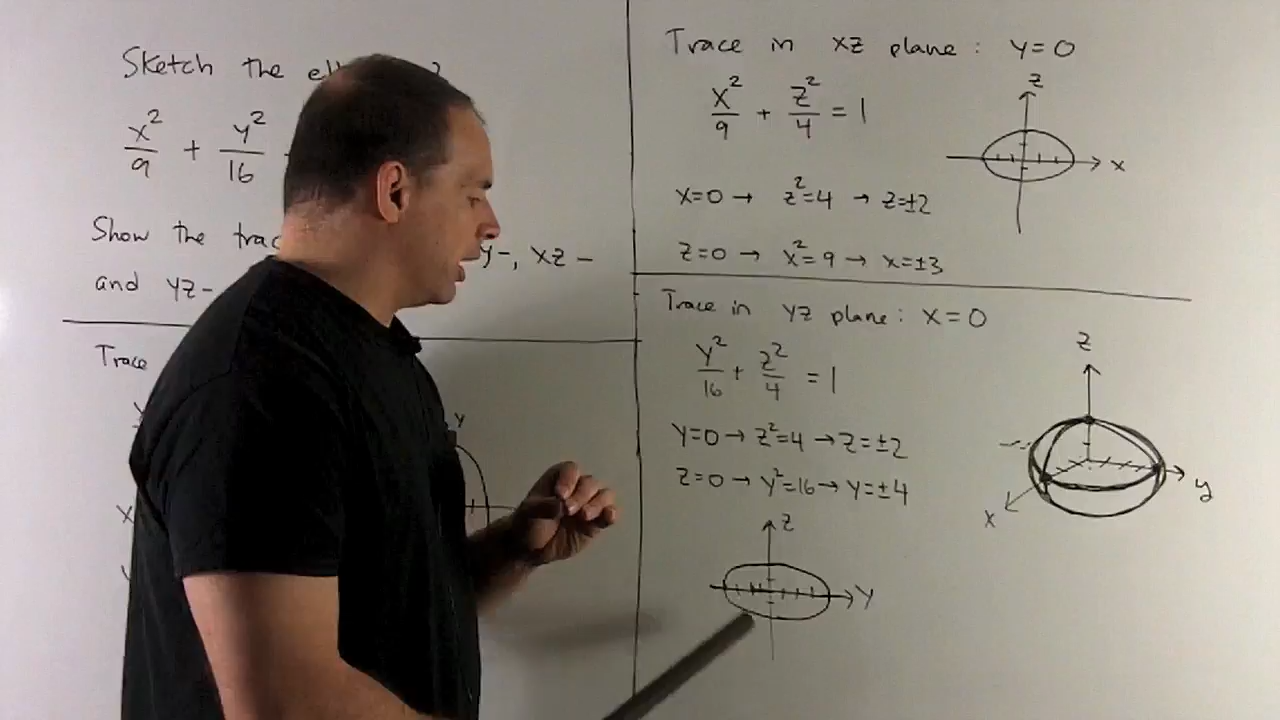 Sketch the
x²/9 + y²/16
Show the y-, xz-
and yz-
Trace
x
y
Trace in xz plane: y=0
x²/9 + z²/4 = 1
z
x
x=0 → z²=4 → z=±2
z=0 → x²=9 → x=±3
Trace in yz plane: x=0
y²/16 + z²/4 = 1
y=0 → z²=4 → z=±2
z=0 → y²=16 → y=±4
z
y
z
y
x